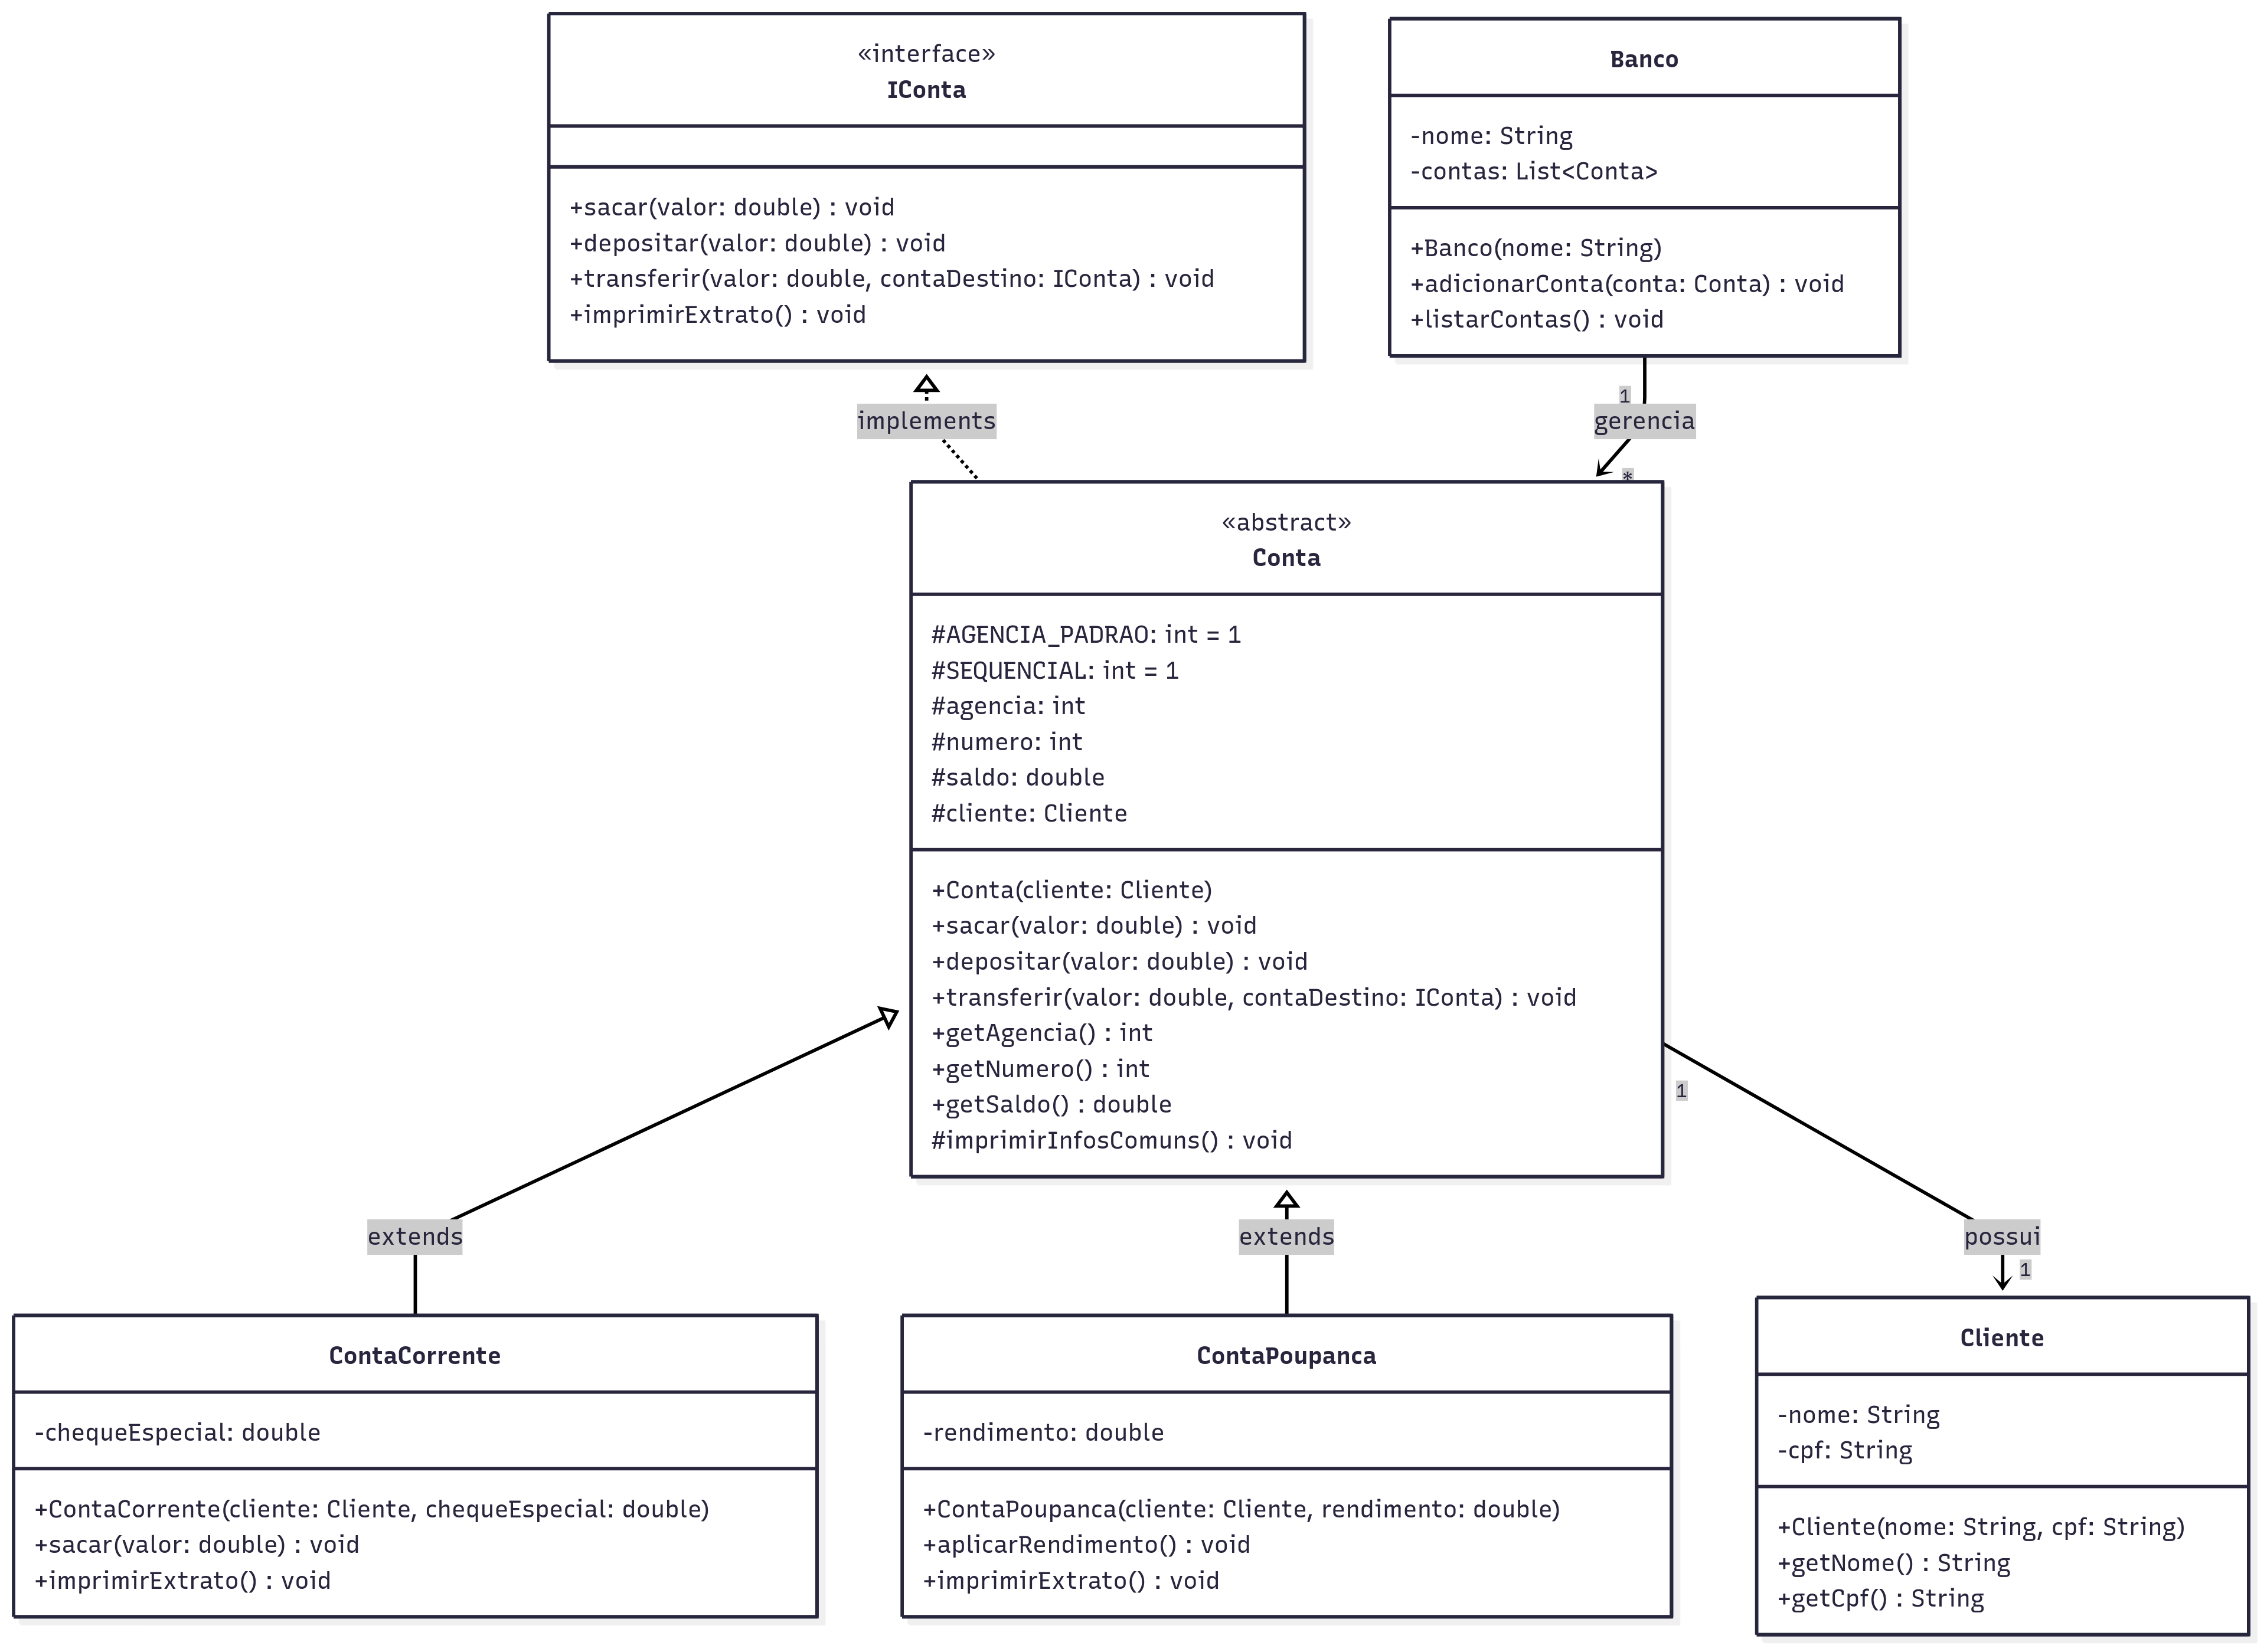 «interface»
IConta
+sacar(valor: double) : void
+depositar(valor: double) : void
+transferir(valor: double, contaDestino: IConta) : void
+imprimirExtrato() : void
Banco
-nome: String
-contas: List<Conta>
+Banco(nome: String)
+adicionarConta(conta: Conta) : void
+listarContas() : void
implements
1
gerencia
*
«abstract»
Conta
#AGENCIA_PADRAO: int = 1
#SEQUENCIAL: int = 1
#agencia: int
#numero: int
#saldo: double
#cliente: Cliente
+Conta(cliente: Cliente)
+sacar(valor: double) : void
+depositar(valor: double) : void
+transferir(valor: double, contaDestino: IConta) : void
+getAgencia() : int
+getNumero() : int
+getSaldo() : double
#imprimirInfosComuns() : void
1
extends
extends
possui
1
ContaCorrente
-chequeEspecial: double
+ContaCorrente(cliente: Cliente, chequeEspecial: double)
+sacar(valor: double) : void
+imprimirExtrato() : void
ContaPoupanca
-rendimento: double
+ContaPoupanca(cliente: Cliente, rendimento: double)
+aplicarRendimento() : void
+imprimirExtrato() : void
Cliente
-nome: String
-cpf: String
+Cliente(nome: String, cpf: String)
+getNome() : String
+getCpf() : String